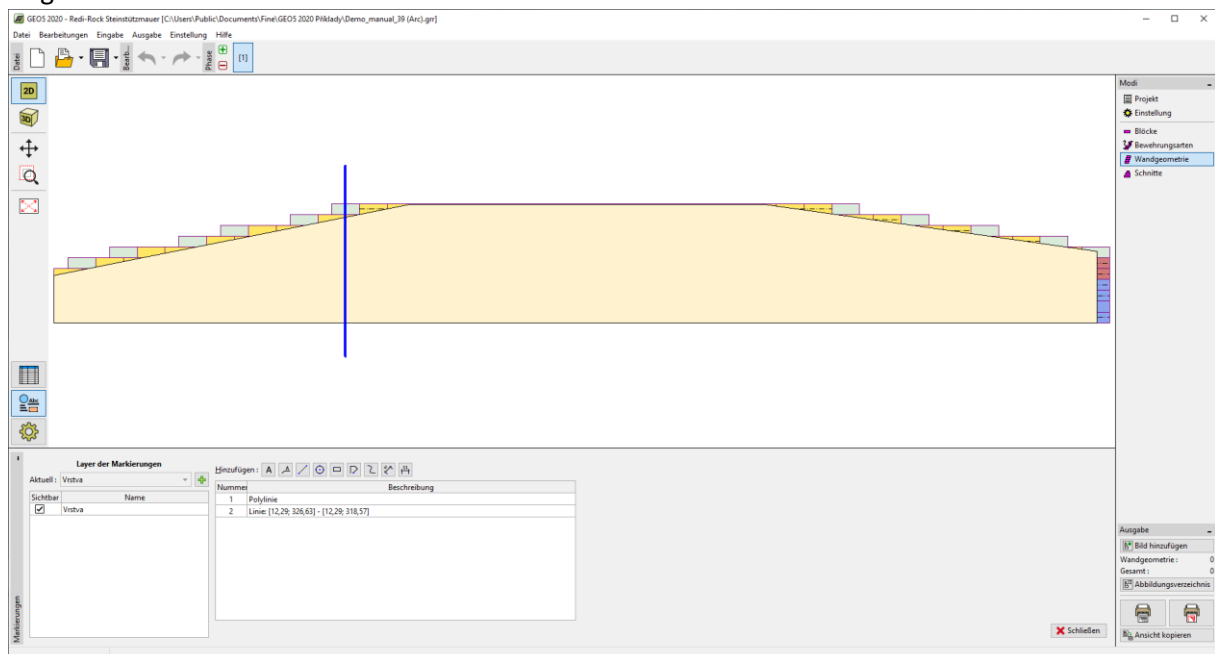 GEO5 2020 - Redi-Rock Steinstützmauer [C:\Users\Public\Documents\Fine\GEO5 2020 Příklady\Demo_manual_39 (Arc).grr]
Datei Bearbeitungen Eingabe Ausgabe Einstellung Hilfe
Datei
Bearb...
Phase
[1]
2D
3D
Modi
Projekt
Einstellung
Blöcke
Bewehrungsarten
Wandgeometrie
Schnitte
Layer der Markierungen
Aktuell : Vrstva
Sichtbar Name
Vrstva
Hinzufügen :
Nummer Beschreibung
1 Polylinie
2 Linie: [12,29; 326,63] - [12,29; 318,57]
Markierungen
Schließen
Ausgabe
Bild hinzufügen
Wandgeometrie : 0
Gesamt : 0
Abbildungsverzeichnis
Ansicht kopieren